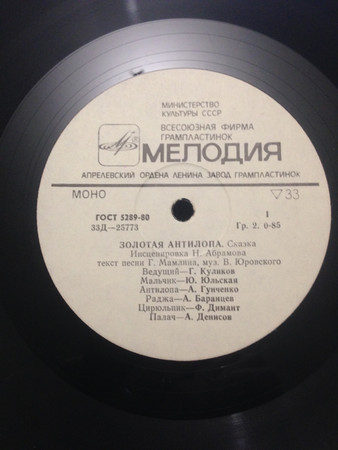 МИНИСТЕРСТВО
КУЛЬТУРЫ СССР
ВСЕСОЮЗНАЯ ФИРМА
ГРАМПЛАСТИНОК
МЕЛОДИЯ
АПРЕЛЕВСКИЙ ОРДЕНА ЛЕНИНА ЗАВОД ГРАМПЛАСТИНОК
МОНО ▽33
ГОСТ 5289-80 1
33Д—25773 Гр. 2. 0-85
ЗОЛОТАЯ АНТИЛОПА. Сказка
Инсценировка Н. Абрамова
текст песни Г. Мамлина, муз. В. Юровского
Ведущий—Г. Куликов
Мальчик—Ю. Юльская
Антилопа—А. Гунченко
Раджа—А. Баранцев
Цирюльник—Ф. Димант
Палач—А. Денисов